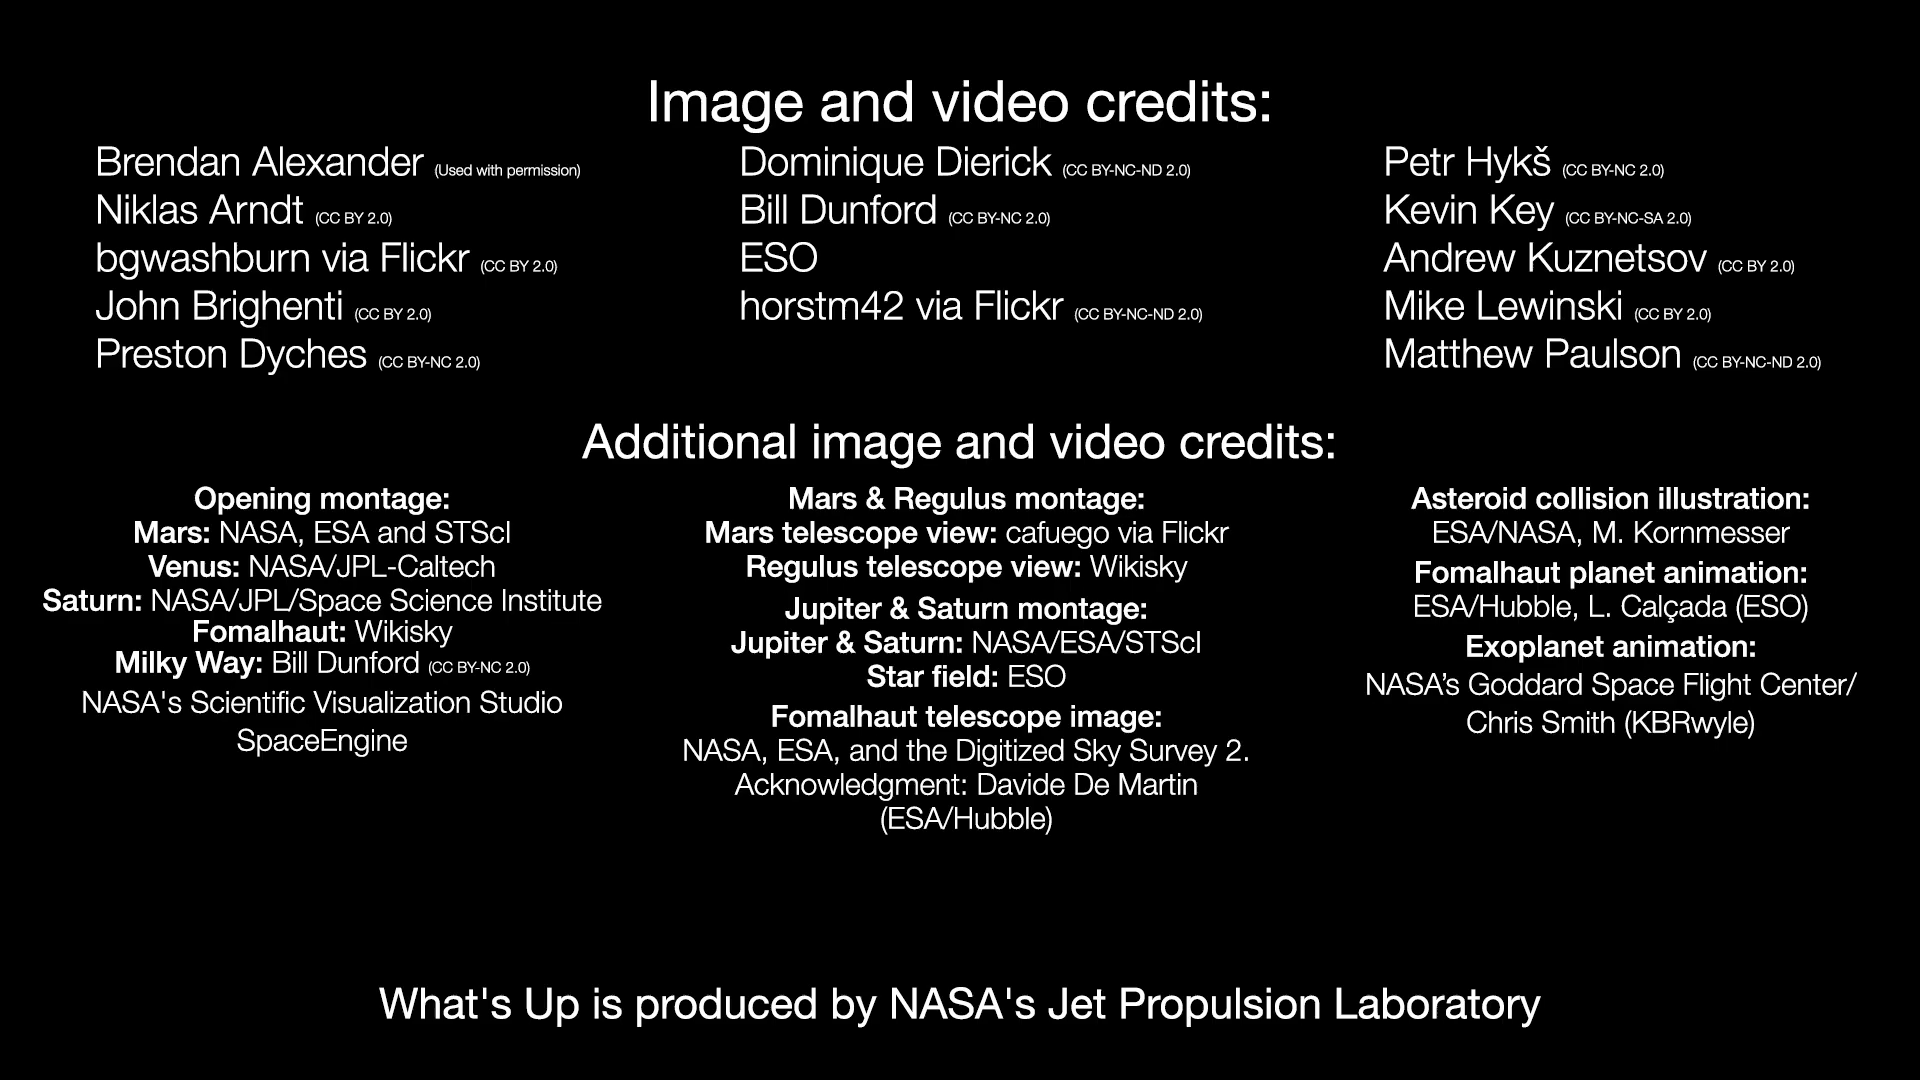 Image and video credits:
Brendan Alexander (Used with permission)
Niklas Arndt (CC BY 2.0)
bgwashburn via Flickr (CC BY 2.0)
John Brighenti (CC BY 2.0)
Preston Dyches (CC BY-NC 2.0)
Dominique Dierick (CC BY-NC-ND 2.0)
Bill Dunford (CC BY-NC 2.0)
ESO
horstm42 via Flickr (CC BY-NC-ND 2.0)
Petr Hykš (CC BY-NC 2.0)
Kevin Key (CC BY-NC-SA 2.0)
Andrew Kuznetsov (CC BY 2.0)
Mike Lewinski (CC BY 2.0)
Matthew Paulson (CC BY-NC-ND 2.0)
Additional image and video credits:
Opening montage:
Mars: NASA, ESA and STScI
Venus: NASA/JPL-Caltech
Saturn: NASA/JPL/Space Science Institute
Fomalhaut: Wikisky
Milky Way: Bill Dunford (CC BY-NC 2.0)
NASA's Scientific Visualization Studio
SpaceEngine
Mars & Regulus montage:
Mars telescope view: cafuego via Flickr
Regulus telescope view: Wikisky
Jupiter & Saturn montage:
Jupiter & Saturn: NASA/ESA/STScI
Star field: ESO
Fomalhaut telescope image:
NASA, ESA, and the Digitized Sky Survey 2.
Acknowledgment: Davide De Martin
(ESA/Hubble)
Asteroid collision illustration:
ESA/NASA, M. Kornmesser
Fomalhaut planet animation:
ESA/Hubble, L. Calçada (ESO)
Exoplanet animation:
NASA’s Goddard Space Flight Center/
Chris Smith (KBRwyle)
What's Up is produced by NASA's Jet Propulsion Laboratory